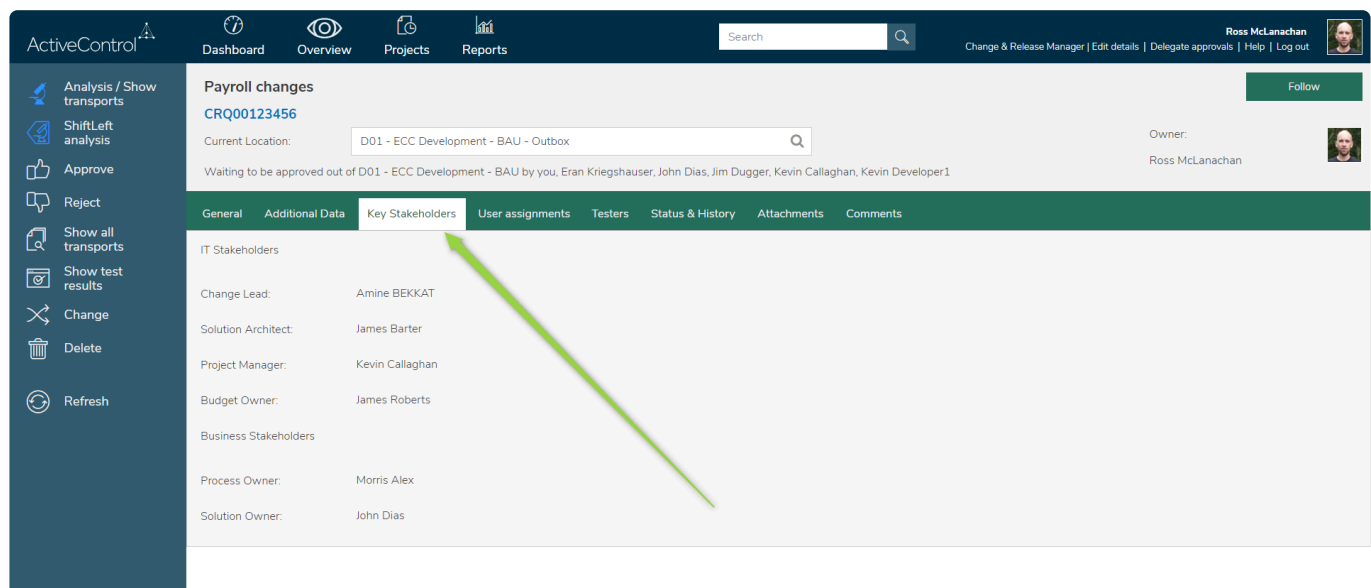 ActiveControl
Dashboard
Overview
Projects
Reports
Search
Ross McLanachan
Change & Release Manager | Edit details | Delegate approvals | Help | Log out
Analysis / Show
transports
ShiftLeft
analysis
Approve
Reject
Show all
transports
Show test
results
Change
Delete
Refresh
Payroll changes
Follow
CRQ00123456
Current Location:
D01 - ECC Development - BAU - Outbox
Owner:
Ross McLanachan
Waiting to be approved out of D01 - ECC Development - BAU by you, Eran Kriegshauser, John Dias, Jim Dugger, Kevin Callaghan, Kevin Developer1
General
Additional Data
Key Stakeholders
User assignments
Testers
Status & History
Attachments
Comments
IT Stakeholders
Change Lead: Amine BEKKAT
Solution Architect: James Barter
Project Manager: Kevin Callaghan
Budget Owner: James Roberts
Business Stakeholders
Process Owner: Morris Alex
Solution Owner: John Dias